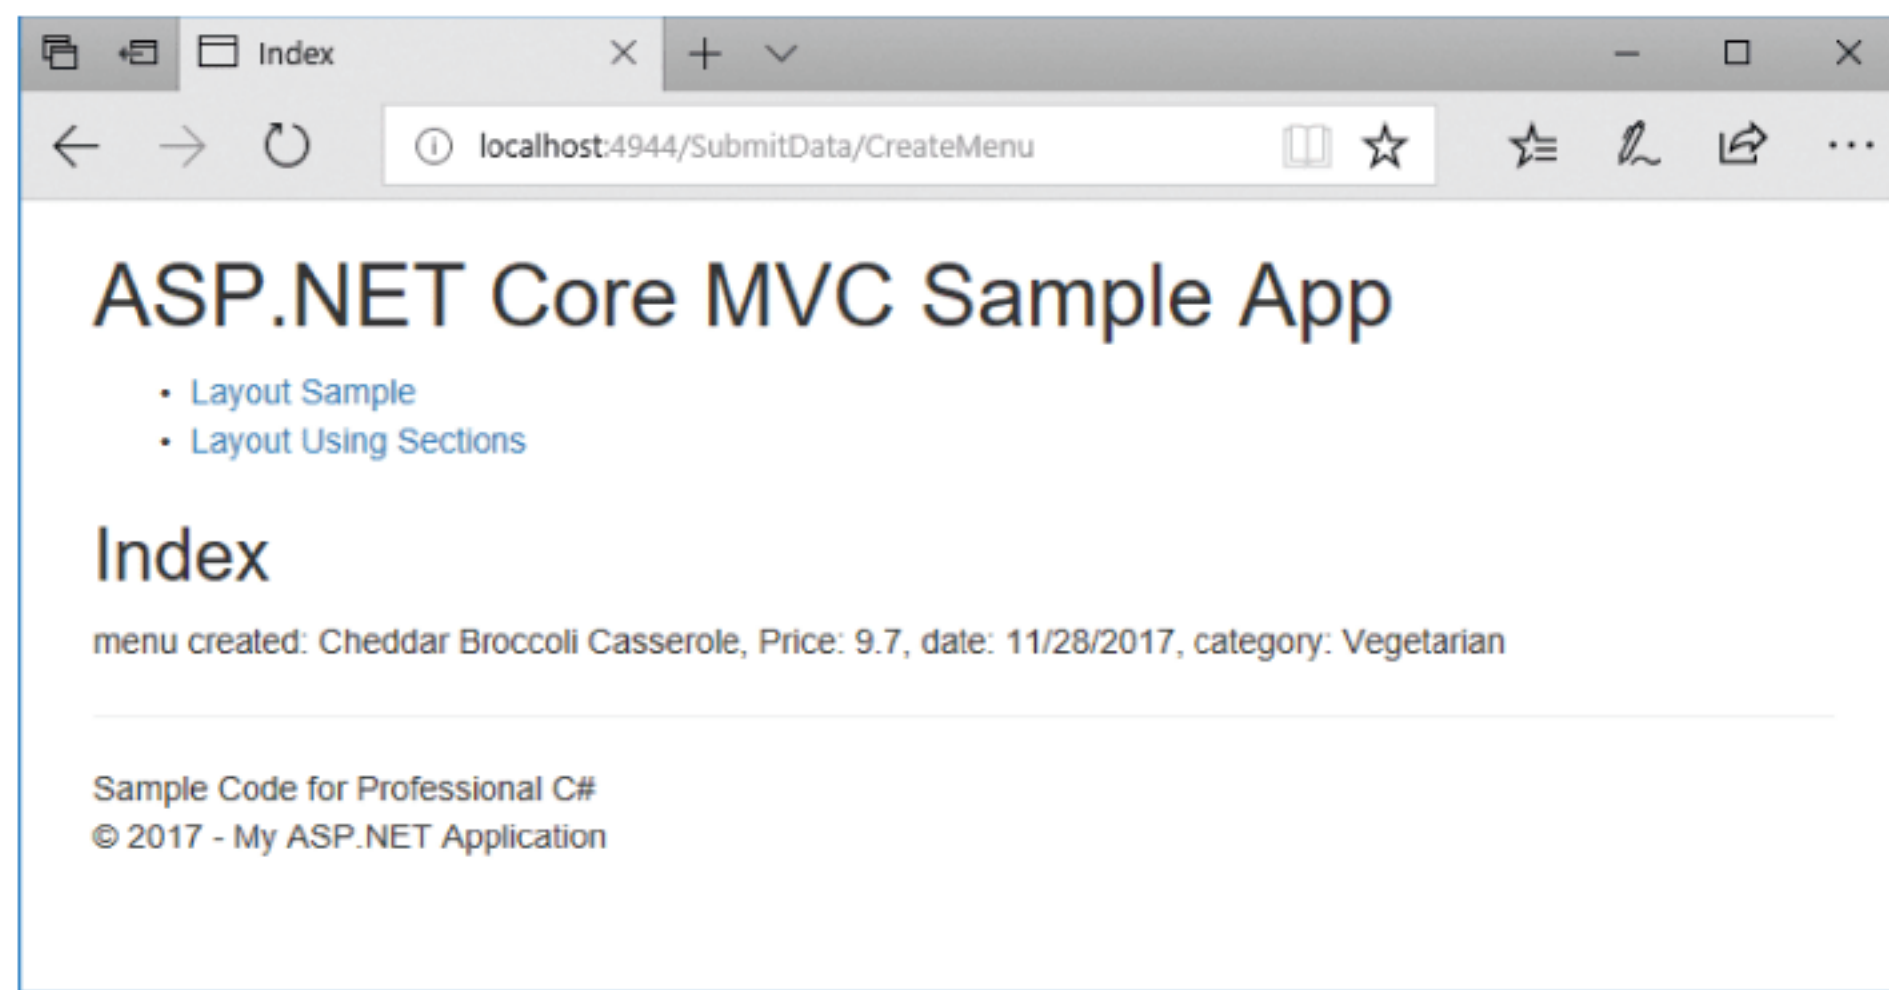 Index
localhost:4944/SubmitData/CreateMenu
ASP.NET Core MVC Sample App
• Layout Sample
• Layout Using Sections
Index
menu created: Cheddar Broccoli Casserole, Price: 9.7, date: 11/28/2017, category: Vegetarian
Sample Code for Professional C#
© 2017 - My ASP.NET Application